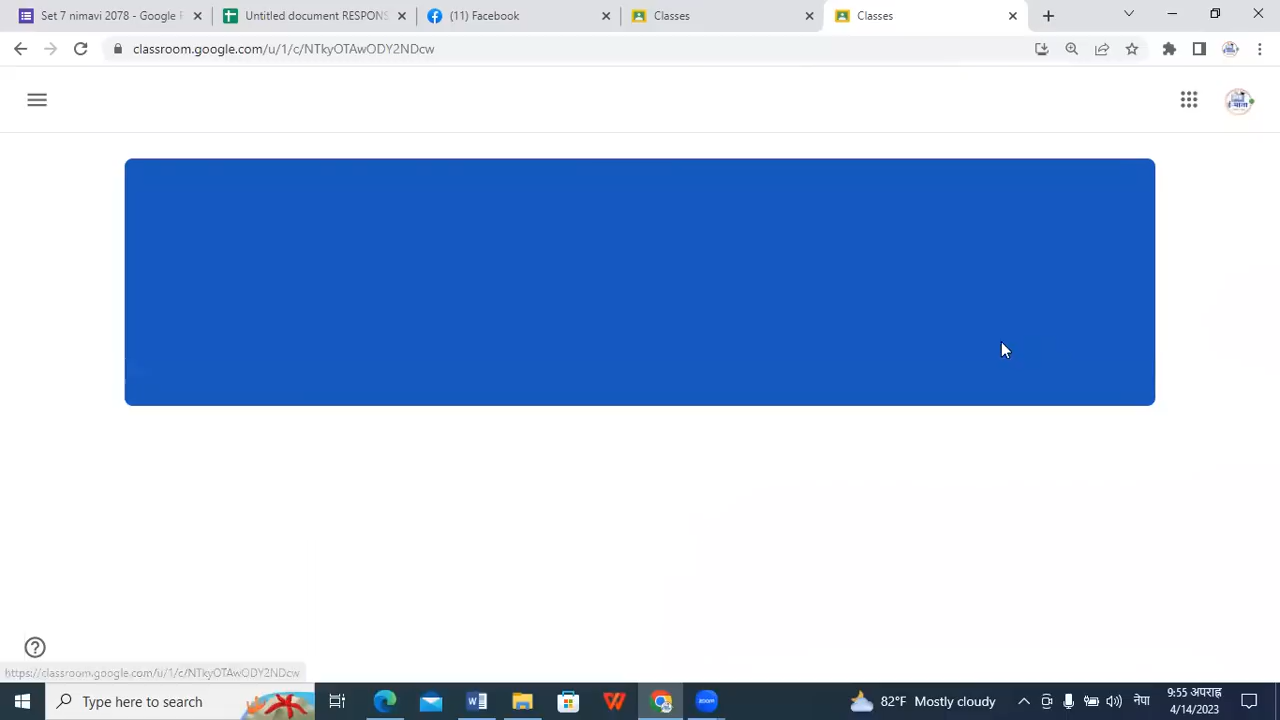 Set 7 nimavi 2078 - Google
Untitled document RESPONS
(11) Facebook
Classes
Classes
classroom.google.com/u/1/c/NTkyOTAwODY2NDcw
https://classroom.google.com/u/1/c/NTkyOTAwODY2NDcw
Type here to search
zoom
82°F Mostly cloudy
नेपा
9:55 अपराह्न
4/14/2023